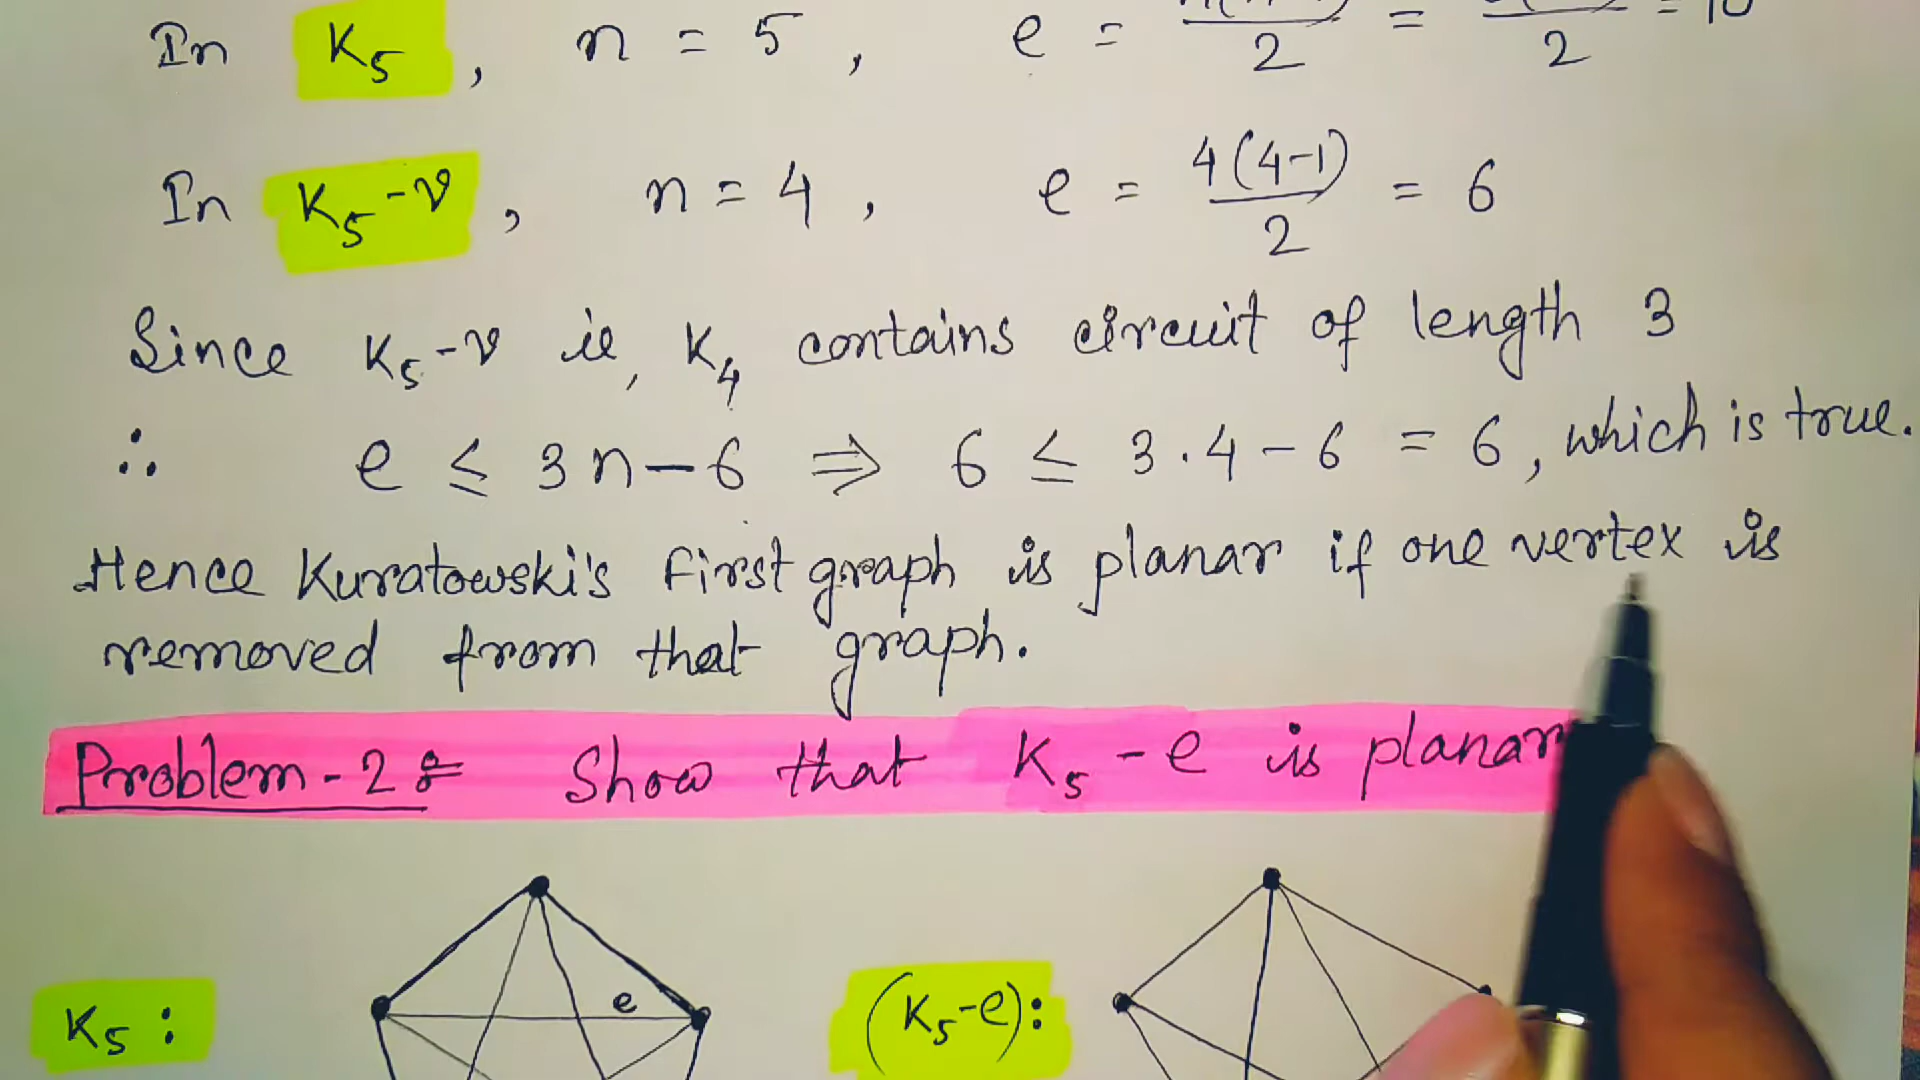 In K₅, n = 5, e = n(n-1)/2 = /2 = 10
In K₅-v, n = 4, e = 4(4-1)/2 = 6
Since K₅-v ie, K₄ contains circuit of length 3
∴ e ≤ 3n-6 ⇒ 6 ≤ 3·4-6 = 6, which is true.
Hence Kuratowski's first graph is planar if one vertex is
removed from that graph.
Problem-2: Show that K₅-e is planar
e
K₅: (K₅-e):